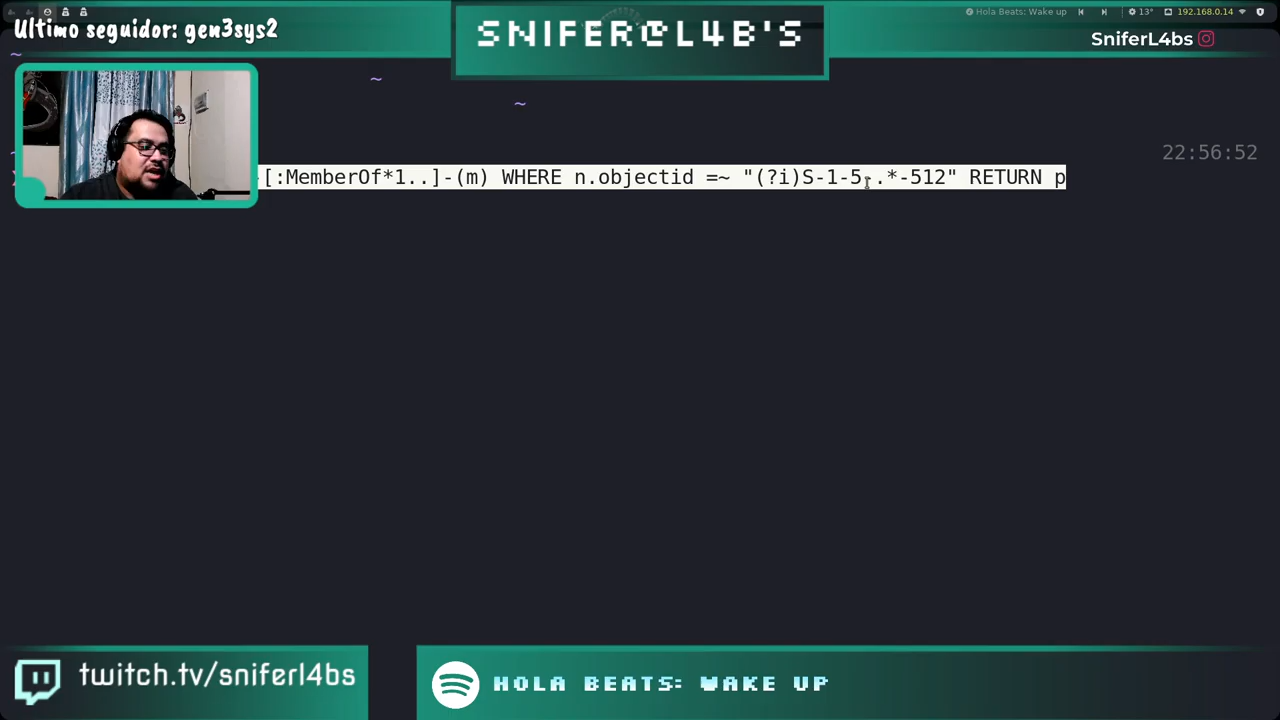 Hola Beats: Wake up 13° 192.168.0.14
Ultimo seguidor: gen3sys2
SNIFER@L4B'S
SniferL4bs
~
~
~
22:56:52
-[:MemberOf*1..]-(m) WHERE n.objectid =~ "(?i)S-1-5-.*-512" RETURN p
twitch.tv/sniferl4bs
HOLA BEATS: WAKE UP